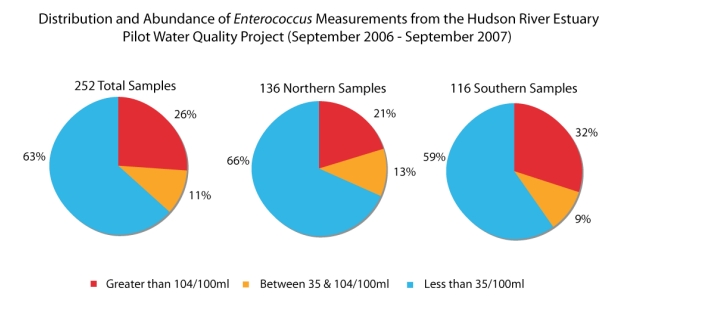 Distribution and Abundance of Enterococcus Measurements from the Hudson River Estuary
Pilot Water Quality Project (September 2006 - September 2007)
252 Total Samples
26%
63%
11%
136 Northern Samples
21%
66%
13%
116 Southern Samples
32%
59%
9%
Greater than 104/100ml
Between 35 & 104/100ml
Less than 35/100ml